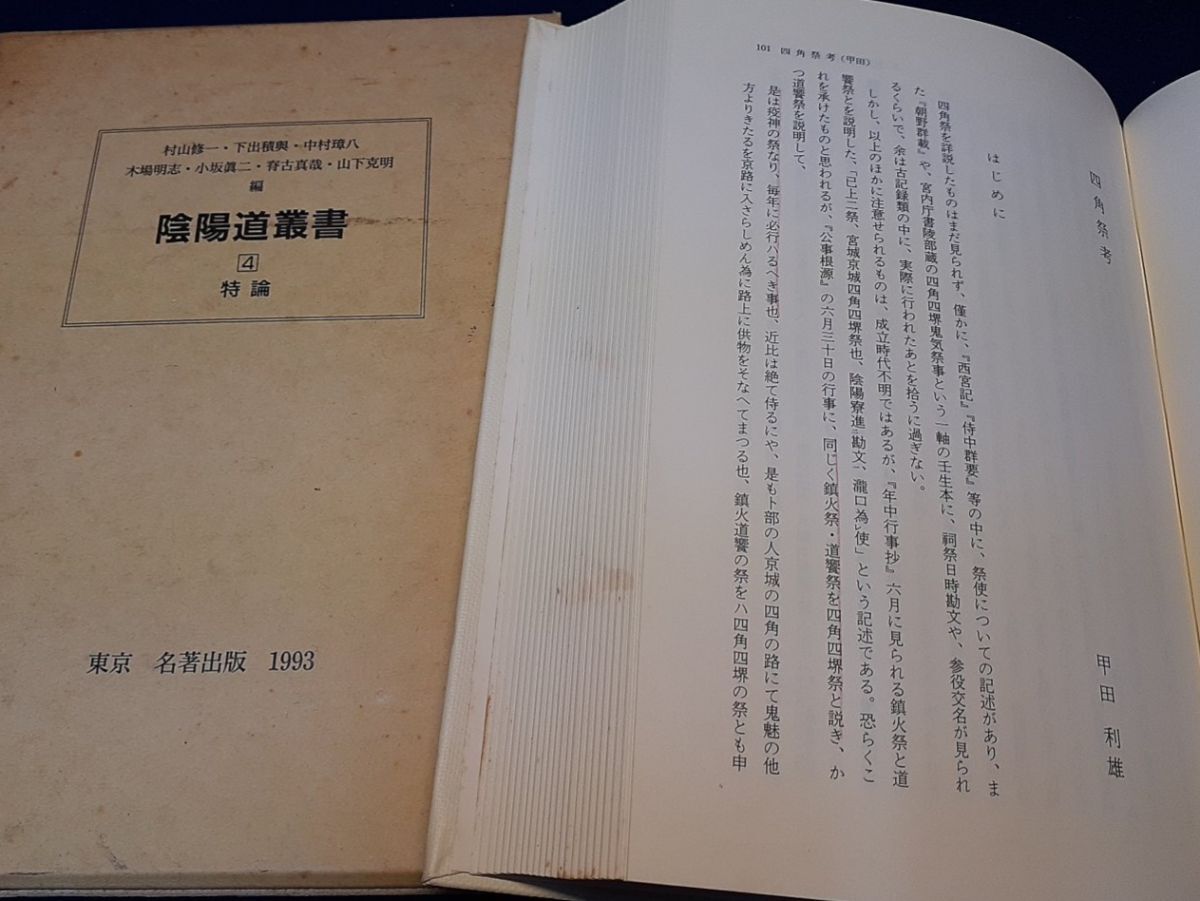 村山修一・下出積與・中村璋八
木場明志・小坂眞二・脊古真哉・山下克明
編
陰陽道叢書
4
特論
東京 名著出版 1993
101 四角祭考(甲田)
四角祭考
甲田利雄
はじめに
四角祭を詳説したものはまだ見られず、僅かに、『西宮記』『侍中群要』等の中に、祭使についての記述があり、ま
た『朝野群載』や、宮内庁書陵部蔵の四角四堺鬼気祭事という一軸の壬生本に、祠祭日時勘文や、参役交名が見られ
るくらいで、余は古記録類の中に、実際に行われたあとを拾うに過ぎない。
しかし、以上のほかに注意せられるものは、成立時代不明ではあるが、『年中行事抄』六月に見られる鎮火祭と道
饗祭とを説明した、「已上二祭、宮城京城四角四堺祭也、陰陽寮進㆓勘文㆒、瀧口為㆑使」という記述である。恐らくこ
れを承けたものと思われるが、『公事根源』の六月三十日の行事に、同じく鎮火祭・道饗祭を四角四堺祭と説き、か
つ道饗祭を説明して、
是は疫神の祭なり、毎年に必行ハるべき事也、近比は絶て侍るにや、是も卜部の人京城の四角の路にて鬼魅の他
方よりきたるを京路に入さらしめん為に路上に供物をそなへてまつる也、鎮火道饗の祭をハ四角四堺の祭とも申